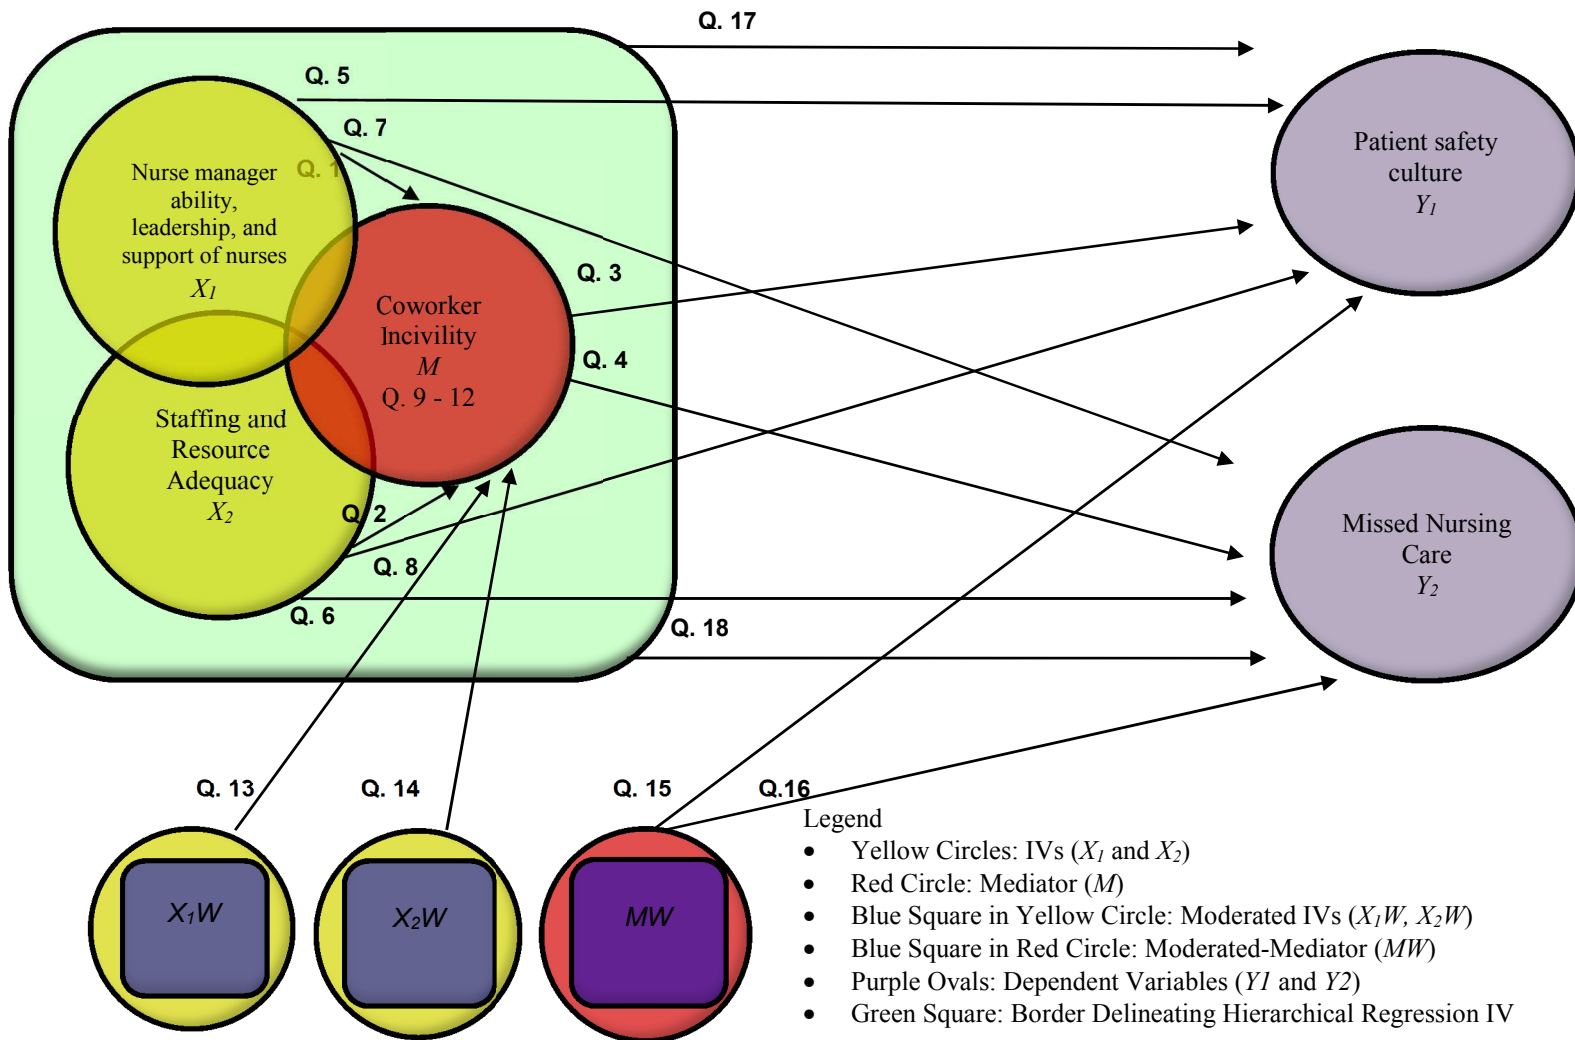 Q. 17
Q. 5
Q. 7
Q. 1
Nurse manager
ability,
leadership, and
support of nurses
X1
Patient safety
culture
Y1
Q. 3
Coworker
Incivility
M
Q. 9 - 12
Q. 4
Staffing and
Resource
Adequacy
X2
Q. 2
Q. 8
Q. 6
Missed Nursing
Care
Y2
Q. 18
Q. 13
Q. 14
Q. 15
Q.16
X1W
X2W
MW
Legend
• Yellow Circles: IVs (X1 and X2)
• Red Circle: Mediator (M)
• Blue Square in Yellow Circle: Moderated IVs (X1W, X2W)
• Blue Square in Red Circle: Moderated-Mediator (MW)
• Purple Ovals: Dependent Variables (Y1 and Y2)
• Green Square: Border Delineating Hierarchical Regression IV